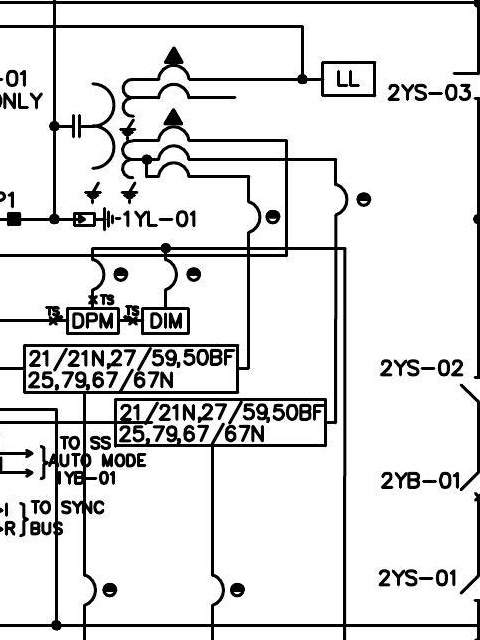 -01
ONLY
LL
2YS-03
P1
1YL-01
TS
TS
TS
DPM
DIM
21/21N,27/59,50BF
25,79,67/67N
2YS-02
21/21N,27/59,50BF
25,79,67/67N
TO SS
AUTO MODE
1YB-01
2YB-01
I
TO SYNC
R
BUS
2YS-01